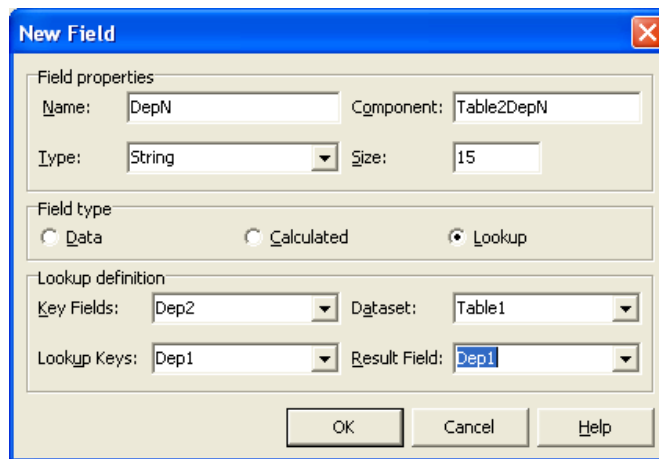 New Field
Field properties
Name: DepN Component: Table2DepN
Type: String Size: 15
Field type
Data Calculated Lookup
Lookup definition
Key Fields: Dep2 Dataset: Table1
Lookup Keys: Dep1 Result Field: Dep1
OK Cancel Help